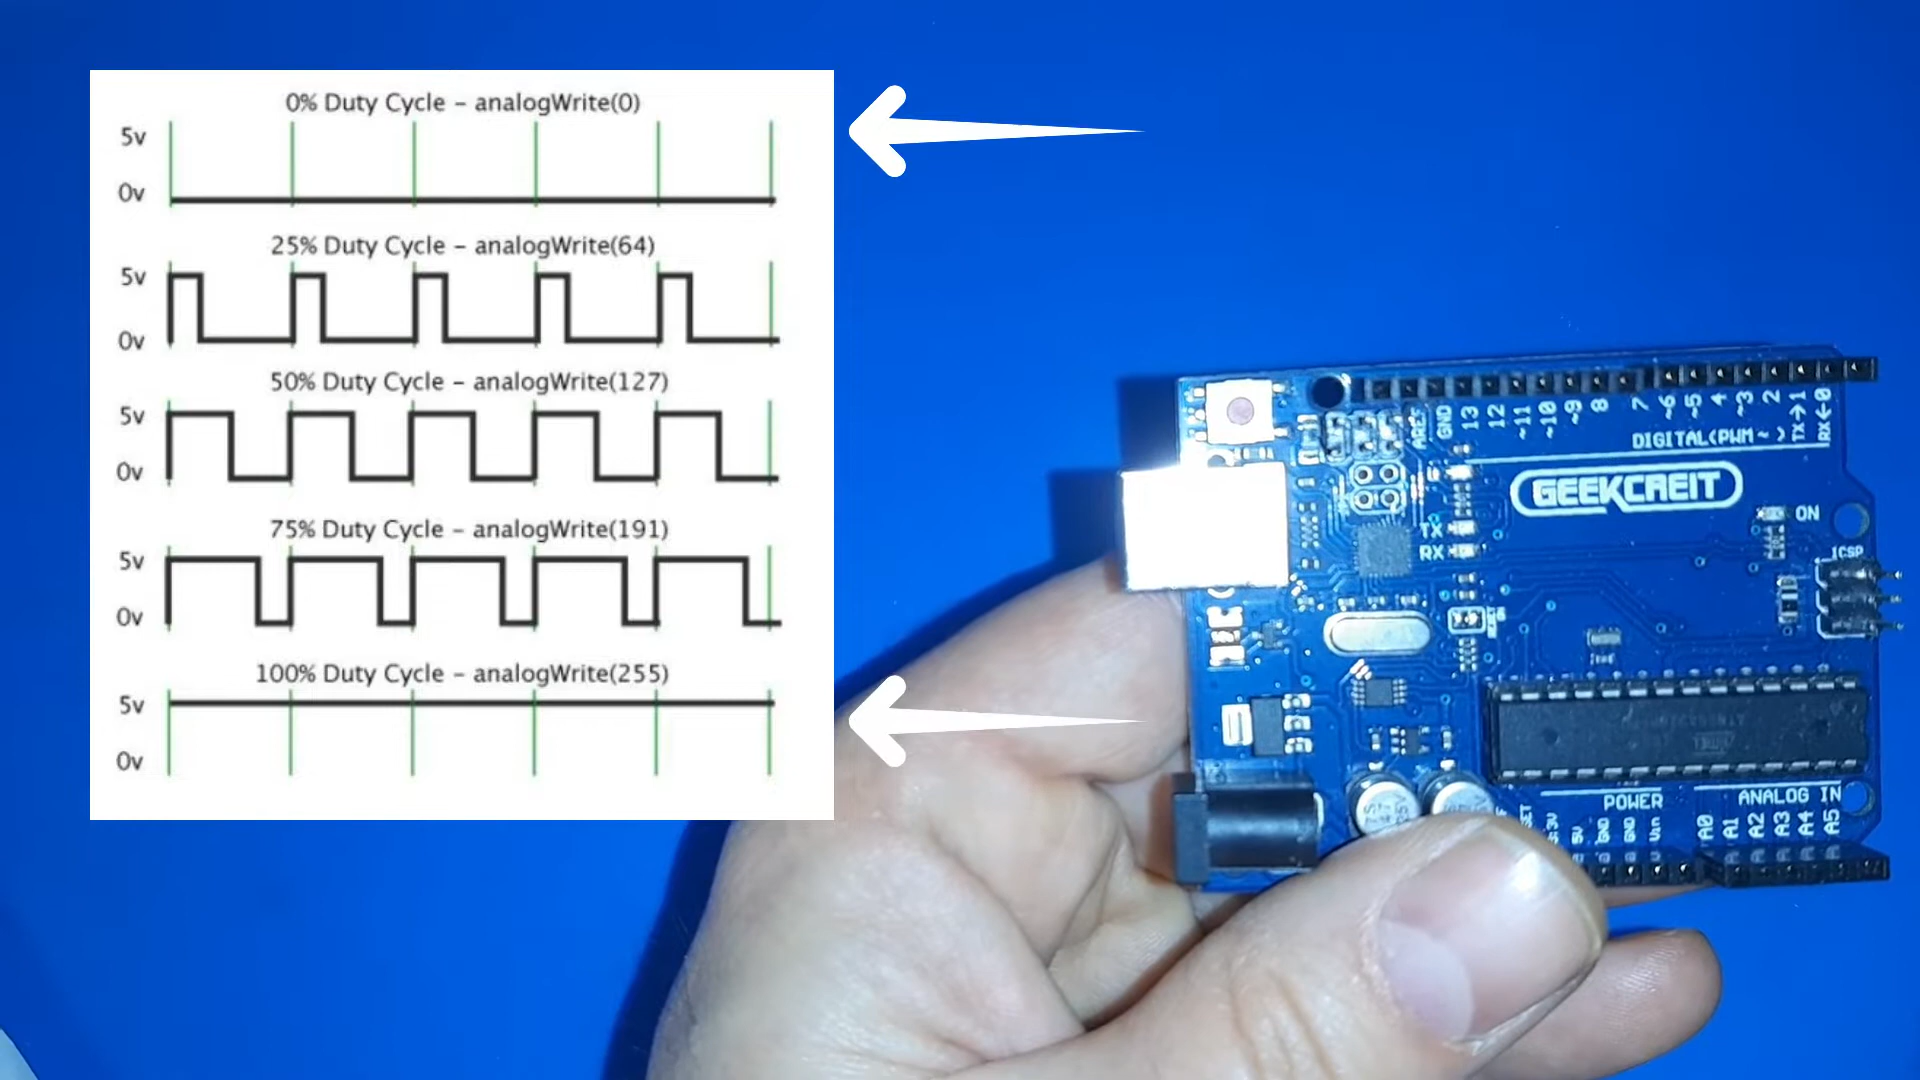 0% Duty Cycle – analogWrite(0)
5v
0v
25% Duty Cycle – analogWrite(64)
5v
0v
50% Duty Cycle – analogWrite(127)
5v
0v
75% Duty Cycle – analogWrite(191)
5v
0v
100% Duty Cycle – analogWrite(255)
5v
0v
AREF
GND
13
12
~11
~10
~9
8
7
~6
~5
4
~3
2
TX→1
RX←0
DIGITAL(PWM ~ )
GEEKCREIT
TX
RX
ON
ICSP
POWER
ANALOG IN
5V
GND
GND
Vin
A0
A1
A2
A3
A4
A5